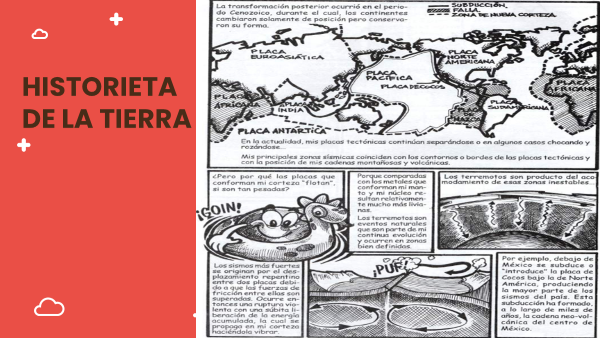 HISTORIETA
DE LA TIERRA
La transformación posterior ocurrió en el perio-
do Cenozoico, durante el cual, los continentes
cambiaron solamente de posición pero conserva-
ron su forma.
SUBDUCCIÓN.
FALLA.
ZONA DE NUEVA CORTEZA.
PLACA
EUROASIÁTICA
PLACA
NORTE
AMERICANA
PLACA
PACÍFICA
PLACA DE COCOS
PLACA
AFRICANA
PLACA
INDIA
PLACA
DE
NAZCA
PLACA
SUDAMERICANA
PLACA
AFRICANA
PLACA ANTÁRTICA
En la actualidad, mis placas tectónicas continúan separándose o en algunos casos chocando y
rozándose...
Mis principales zonas sísmicas coinciden con los contornos o bordes de las placas tectónicas y
con la posición de mis cadenas montañosas y volcánicas.
¿Pero por qué las placas que
conforman mi corteza "flotan",
si son tan pesadas?
¡GOIN!
Porque comparadas
con los metales que
conforman mi man-
to y mi núcleo re-
sultan relativamen-
te mucho más livia-
nas.
Los terremotos son
eventos naturales
que son parte de mi
continua evolución
y ocurren en zonas
bien definidas.
Los terremotos son producto del aco-
modamiento de esas zonas inestables...
Los sismos más fuertes
se originan por el des-
plazamiento repentino
entre dos placas debi-
do a que las fuerzas de
fricción entre ellas son
superadas. Ocurre en-
tonces una ruptura vio-
lenta con una súbita li-
beración de la energía
acumulada, la cual se
propaga en mi corteza
haciéndola vibrar.
Por ejemplo, debajo de
México se subduce o
"introduce" la placa de
Cocos bajo la de Norte
América, produciendo
la mayor parte de los
sismos del país. Esta
subducción ha formado,
a lo largo de miles de
años, la cadena neo-vol-
cánica del centro de
México.